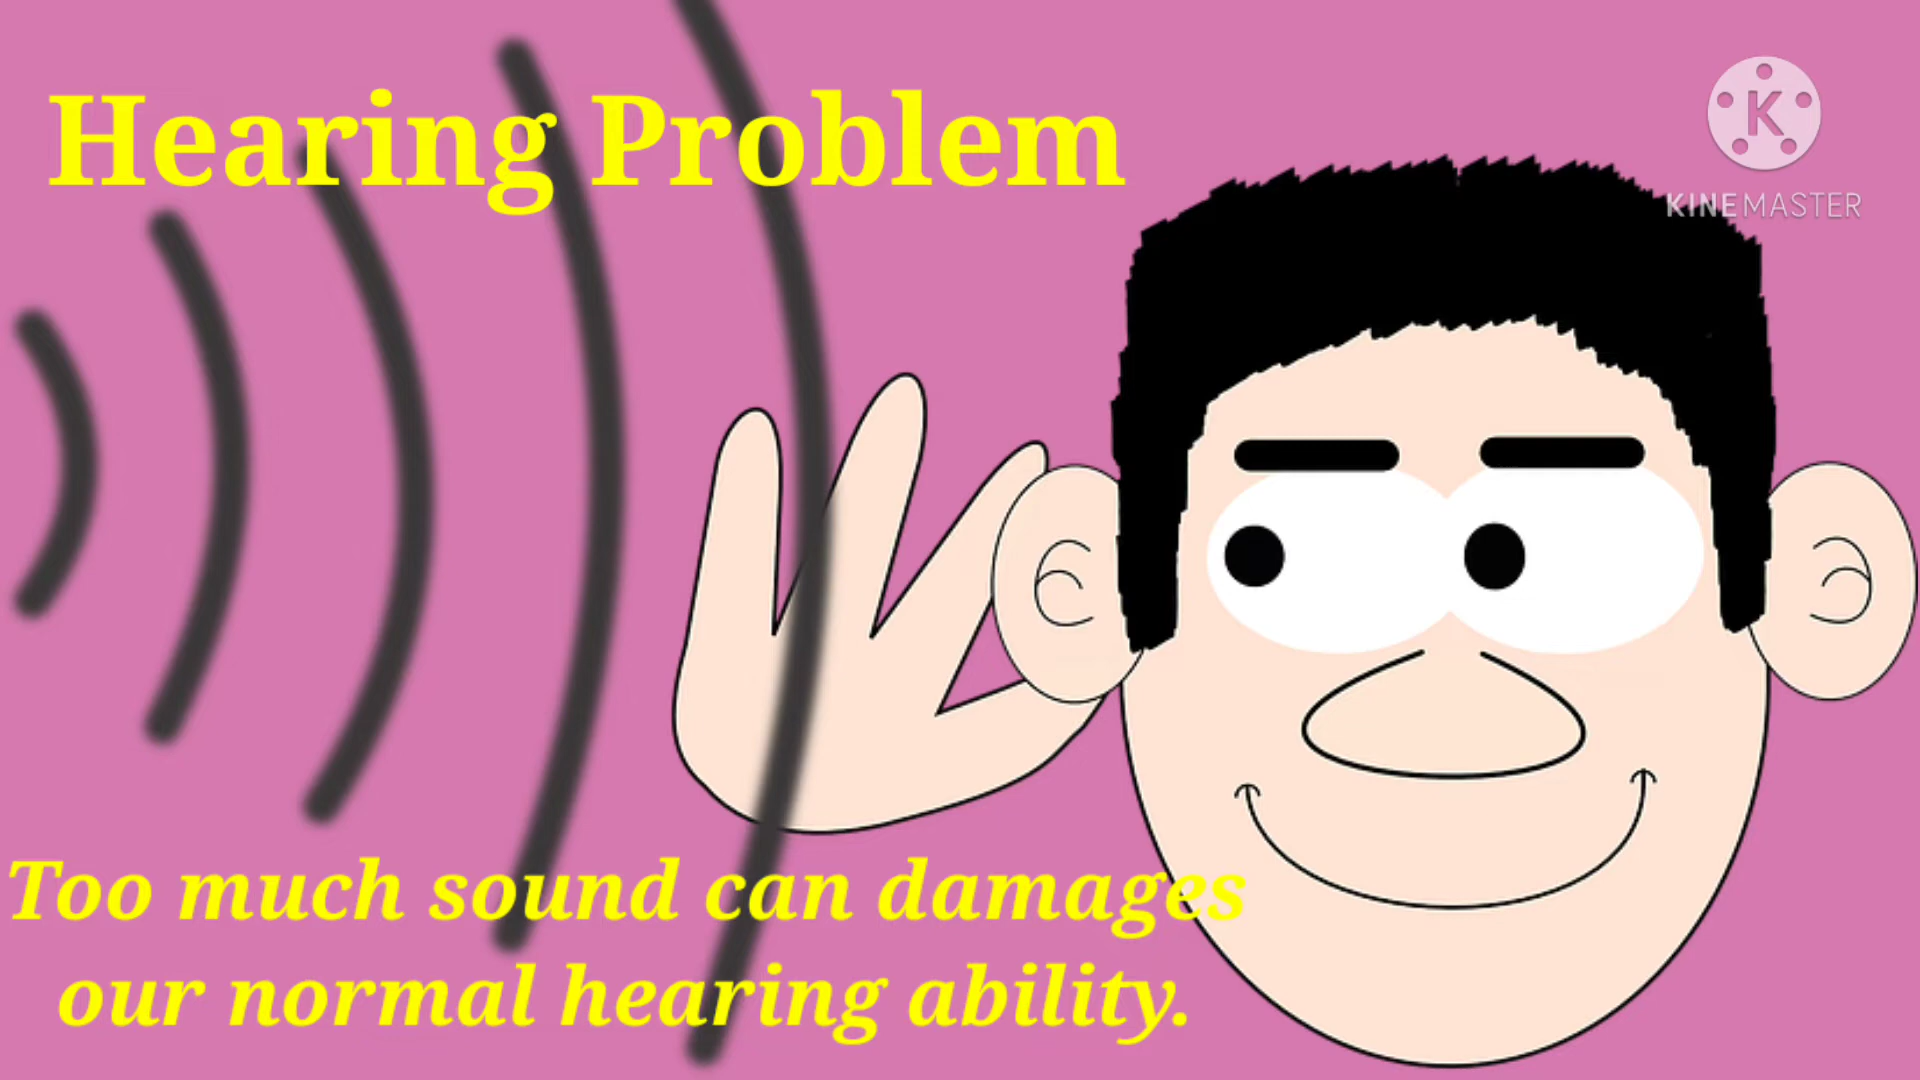 Hearing Problem
K
KINEMASTER
Too much sound can damages
our normal hearing ability.